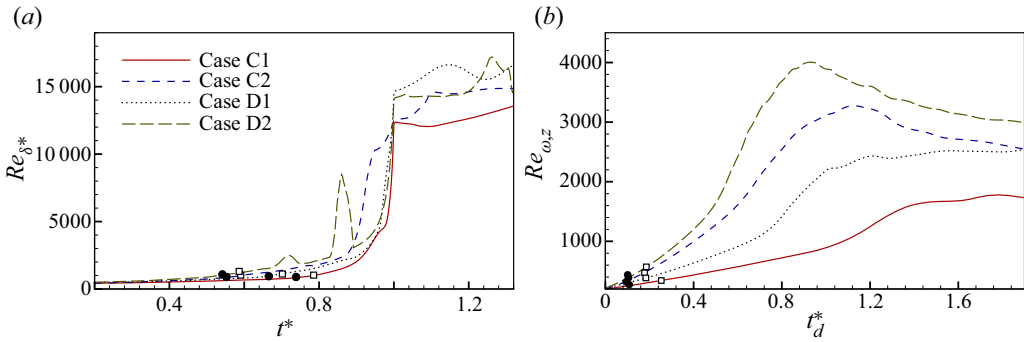 (a)
(b)
Case C1
Case C2
Case D1
Case D2
15 000
10 000
5000
0
Re_δ*
0.4
0.8
1.2
t*
4000
3000
2000
1000
Re_ω,z
0
0.4
0.8
1.2
1.6
t_d*